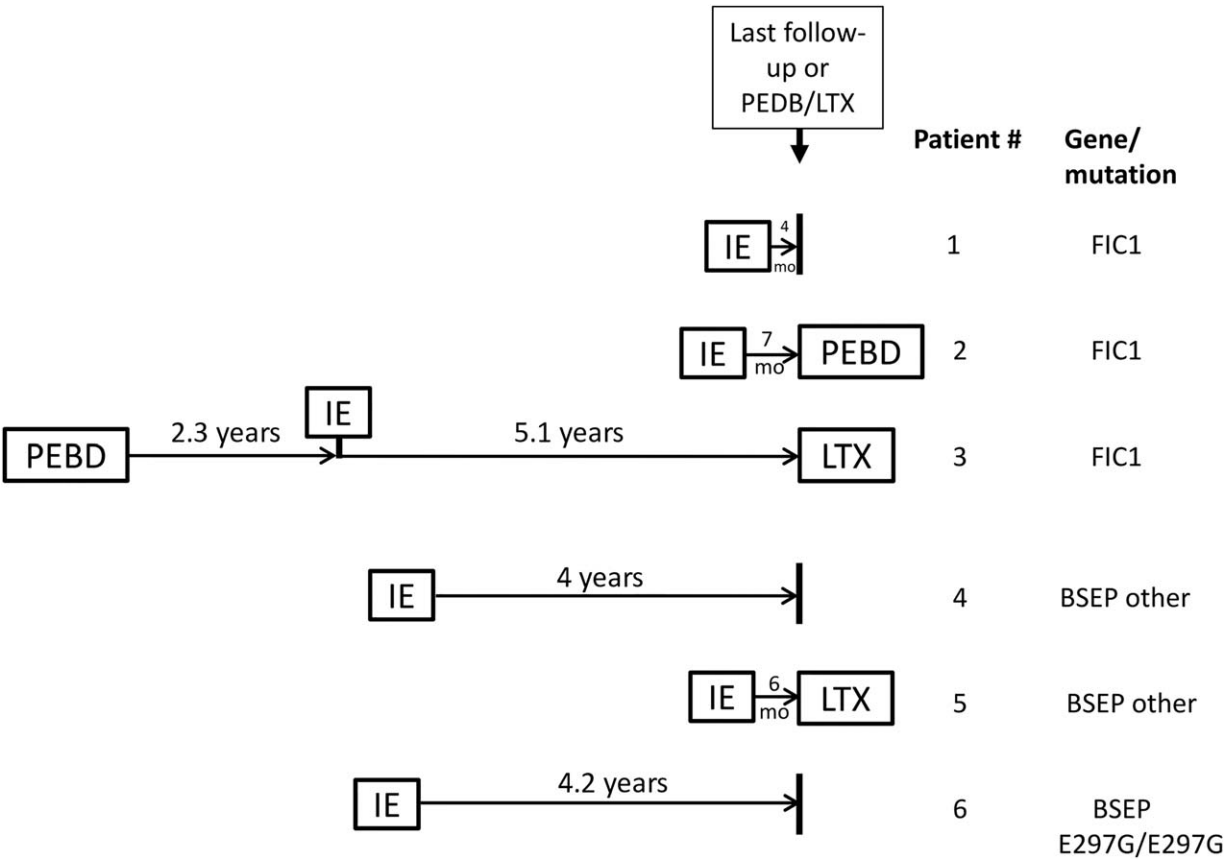 Last follow-
up or
PEDB/LTX
Patient # Gene/
mutation
IE 4 mo 1 FIC1
IE 7 mo PEBD 2 FIC1
PEBD 2.3 years IE 5.1 years LTX 3 FIC1
IE 4 years 4 BSEP other
IE 6 mo LTX 5 BSEP other
IE 4.2 years 6 BSEP
E297G/E297G